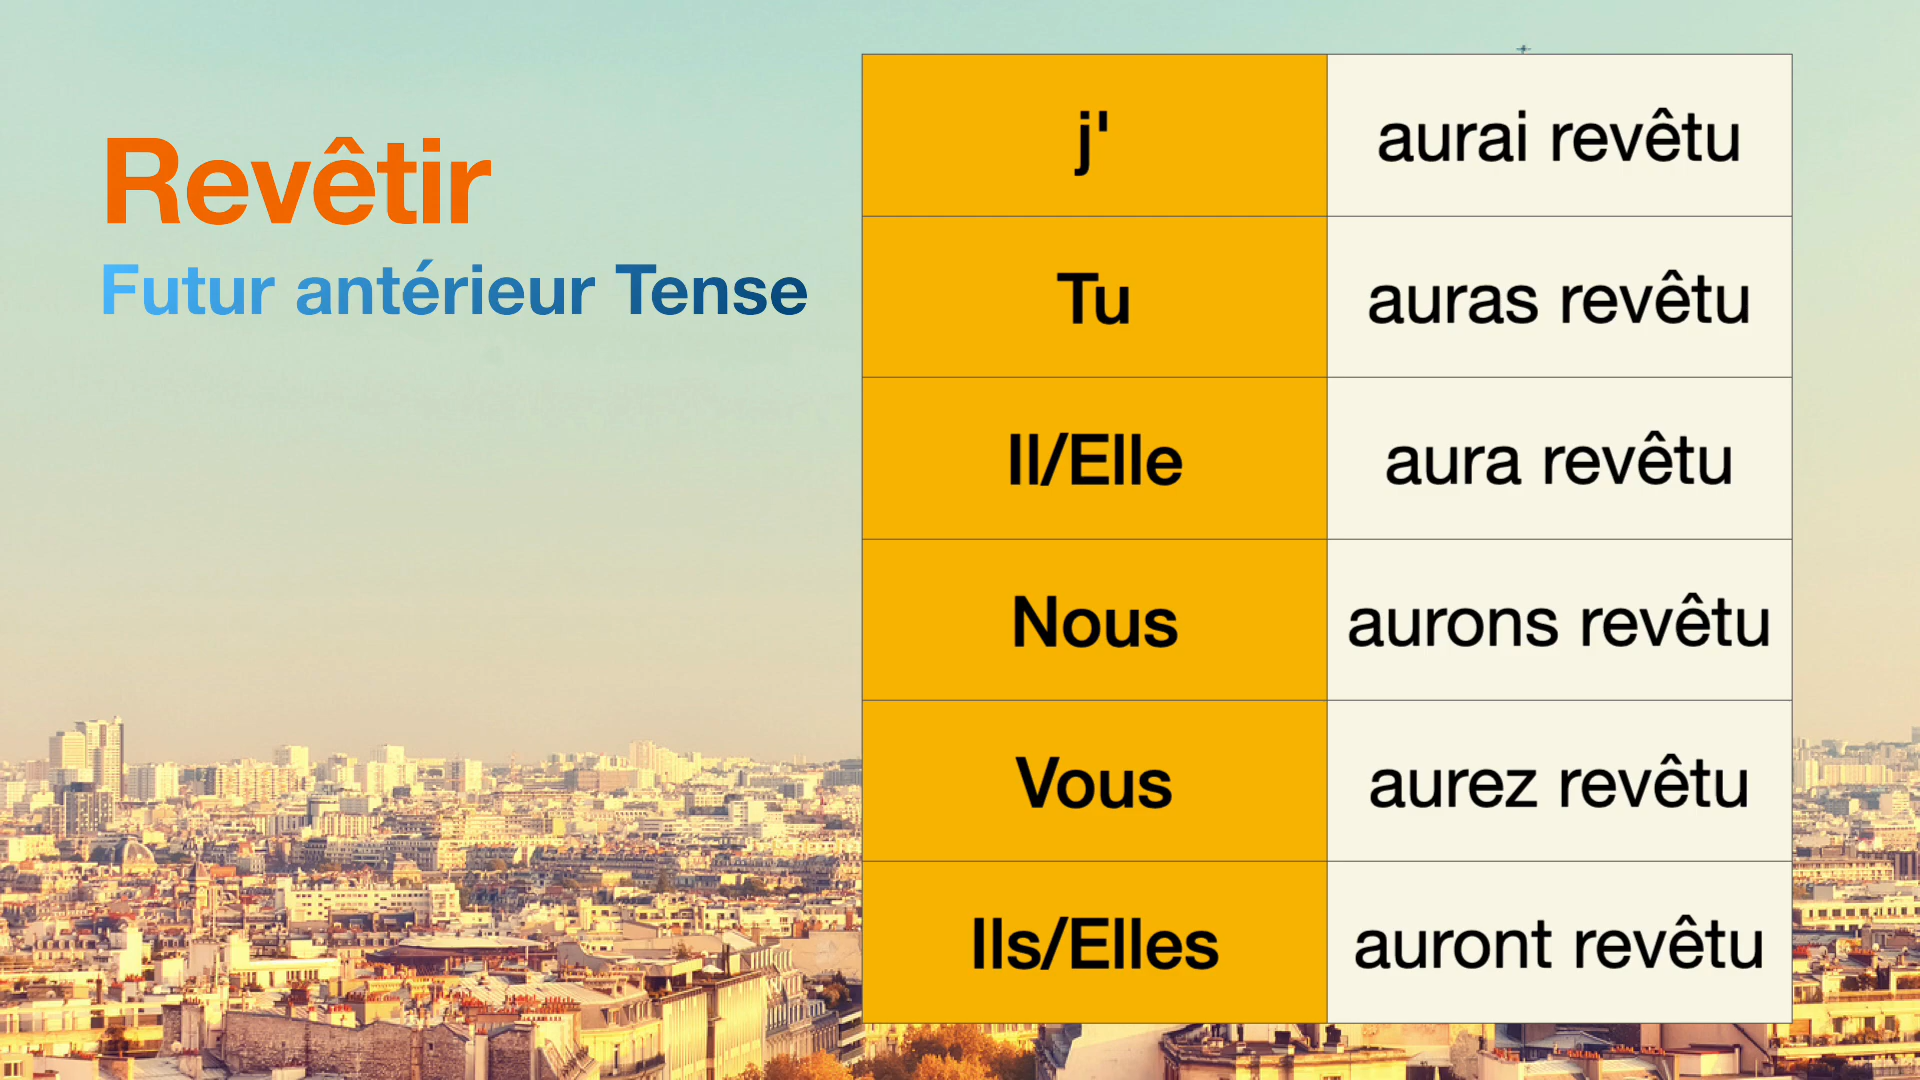 Revêtir
Futur antérieur Tense
j' aurai revêtu
Tu auras revêtu
Il/Elle aura revêtu
Nous aurons revêtu
Vous aurez revêtu
Ils/Elles auront revêtu